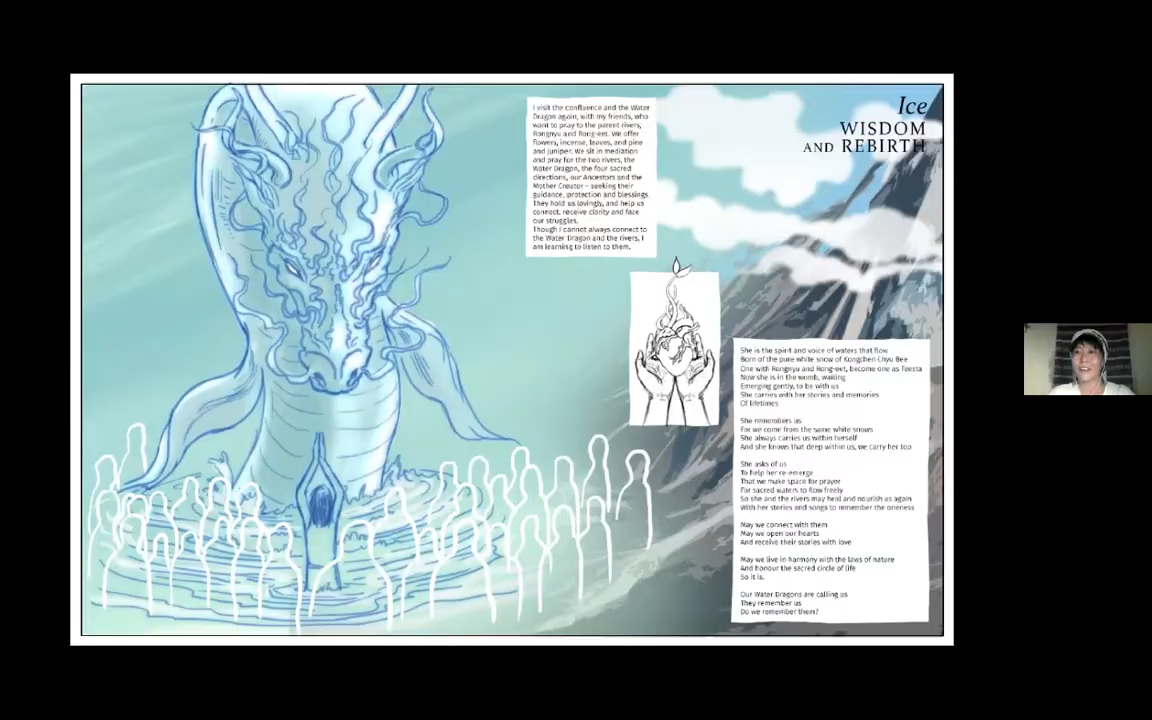 I visit the Confluence and the Water
Dragon again, with my friends, who
want to pray to the parent rivers,
Rongnyu and Rong-eet. We offer
flowers, incense, leaves, and pine
and juniper. We sit in mediation
and pray for the two rivers, the
Water Dragon, the four sacred
directions, our Ancestors and the
Mother Creator – seeking their
guidance, protection and blessings.
They hold us lovingly, and help us
connect, receive clarity and face
our struggles.
Though I cannot always connect to
the Water Dragon and the rivers, I
am learning to listen to them.
Ice
WISDOM
AND REBIRTH
She is the spirit and voice of waters that flow
Born of the pure white snow of Kongchen Chyu Bee
One with Rongnyu and Rong-eet, become one as Teesta
Now she is in the womb, waiting
Emerging gently, to be with us
She carries with her stories and memories
Of lifetimes
She remembers us
For we come from the same white snows
She always carries us within herself
And she knows that deep within us, we carry her too
She asks of us
To help her re-emerge
That we make space for prayer
For sacred waters to flow freely
So she and the rivers may heal and nourish us again
With her stories and songs to remember the oneness
May we connect with them
May we open our hearts
And receive their stories with love
May we live in harmony with the laws of nature
And honour the sacred circle of life
So it is.
Our Water Dragons are calling us
They remember us
Do we remember them?